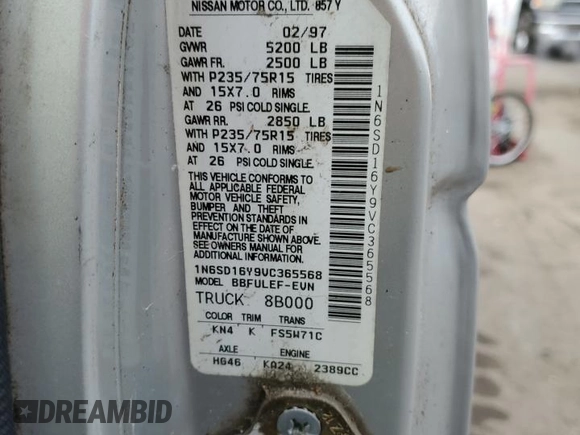 NISSAN MOTOR CO., LTD. 857Y
DATE 02/97
GVWR 5200 LB
GAWR FR. 2500 LB
WITH P235/75R15 TIRES
AND 15X7.0 RIMS
AT 26 PSI COLD SINGLE.
GAWR RR. 2850 LB
WITH P235/75R15 TIRES
AND 15X7.0 RIMS
AT 26 PSI COLD SINGLE.
THIS VEHICLE CONFORMS TO
ALL APPLICABLE FEDERAL
MOTOR VEHICLE SAFETY,
BUMPER AND THEFT
PREVENTION STANDARDS IN
EFFECT ON THE DATE OF
MANUFACTURE SHOWN ABOVE.
SEE OWNERS MANUAL FOR
ADDITIONAL INFORMATION.
1N6SD16Y9VC365568
MODEL BBFULEF-EVN
TRUCK 8B000
COLOR TRIM TRANS
KN4 K FS5W71C
AXLE ENGINE
HG46 KA24 2389CC
1N6SD16Y9VC365568
DREAMBID